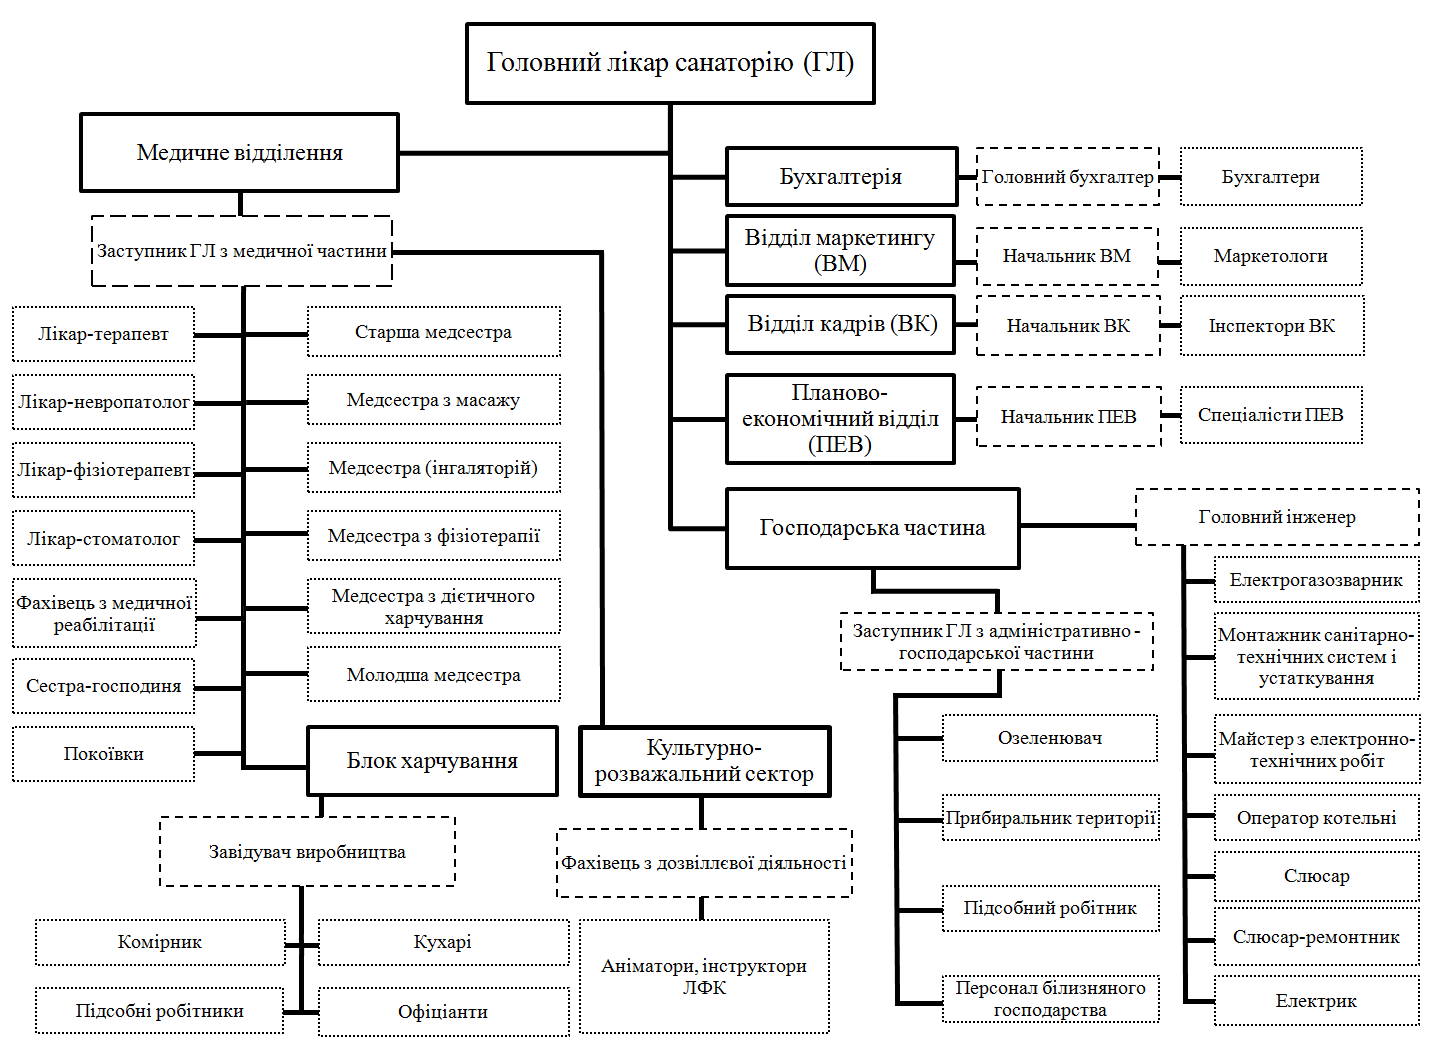 Головний лікар санаторію (ГЛ)
Медичне відділення
Заступник ГЛ з медичної частини
Лікар-терапевт
Лікар-невропатолог
Лікар-фізіотерапевт
Лікар-стоматолог
Фахівець з медичної
реабілітації
Сестра-господиня
Покоївки
Старша медсестра
Медсестра з масажу
Медсестра (інгаляторій)
Медсестра з фізіотерапії
Медсестра з дієтичного
харчування
Молодша медсестра
Блок харчування
Завідувач виробництва
Комірник
Кухарі
Підсобні робітники
Офіціанти
Культурно-
розважальний сектор
Фахівець з дозвіллєвої діяльності
Аніматори, інструктори
ЛФК
Бухгалтерія
Головний бухгалтер
Бухгалтери
Відділ маркетингу
(ВМ)
Начальник ВМ
Маркетологи
Відділ кадрів (ВК)
Начальник ВК
Інспектори ВК
Планово-
економічний відділ
(ПЕВ)
Начальник ПЕВ
Спеціалісти ПЕВ
Господарська частина
Заступник ГЛ з адміністративно-
господарської частини
Озеленювач
Прибиральник території
Підсобний робітник
Персонал білизняного
господарства
Головний інженер
Електрогазозварник
Монтажник санітарно-
технічних систем і
устаткування
Майстер з електронно-
технічних робіт
Оператор котельні
Слюсар
Слюсар-ремонтник
Електрик